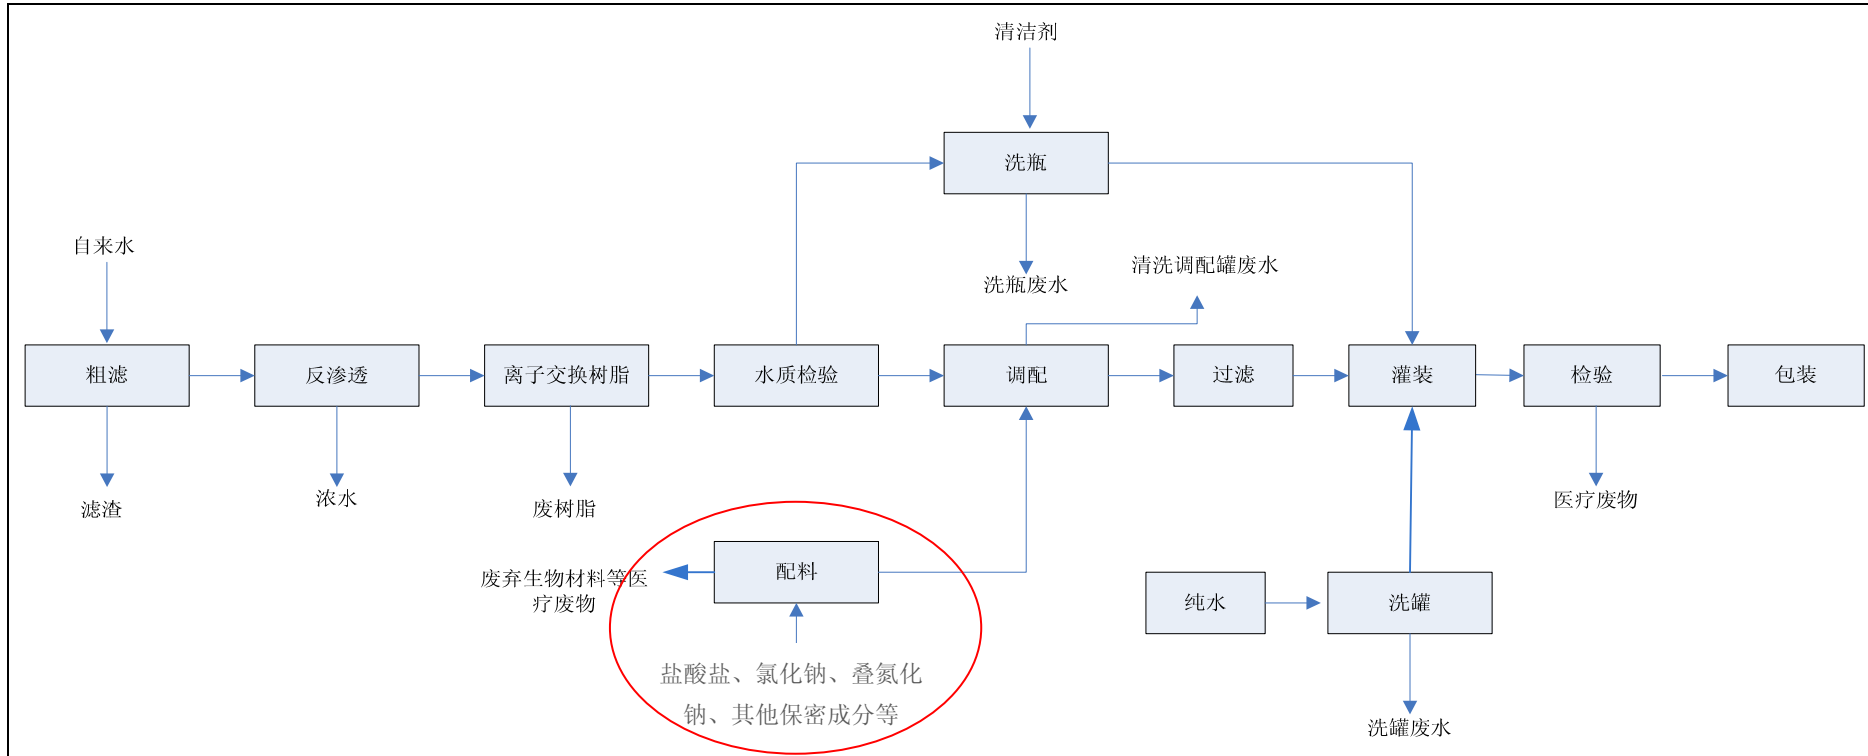 清洁剂
洗瓶
自来水
洗瓶废水
清洗调配罐废水
粗滤
反渗透
离子交换树脂
水质检验
调配
过滤
灌装
检验
包装
滤渣
浓水
废树脂
医疗废物
废弃生物材料等医
疗废物
配料
纯水
洗罐
盐酸盐、氯化钠、叠氮化
钠、其他保密成分等
洗罐废水